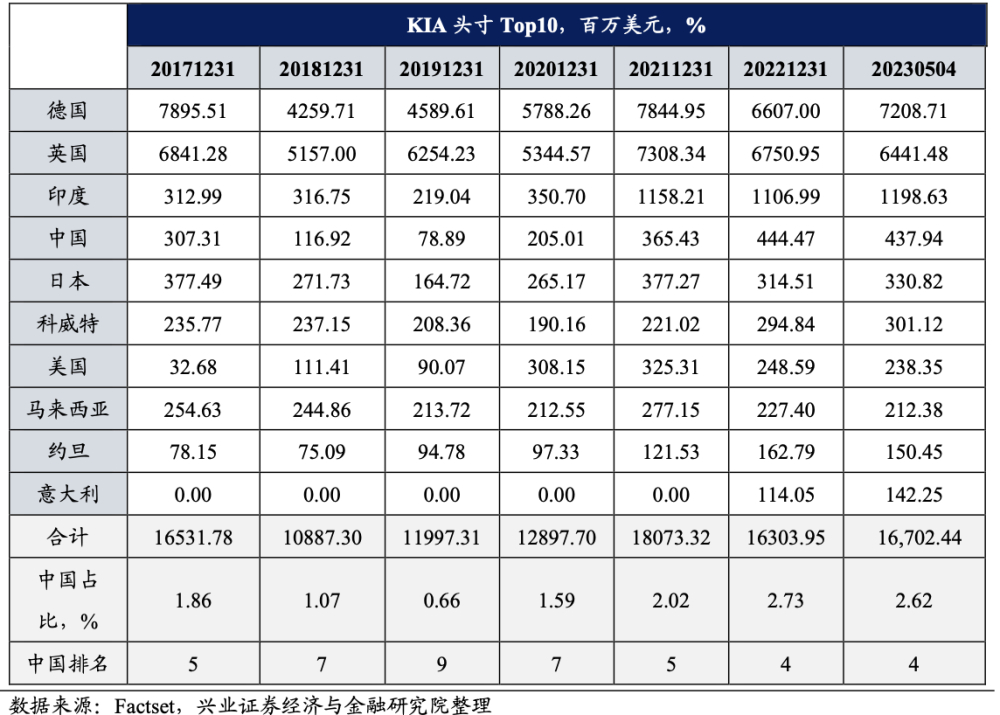 KIA 头寸 Top10，百万美元，%
20171231 20181231 20191231 20201231 20211231 20221231 20230504
德国 7895.51 4259.71 4589.61 5788.26 7844.95 6607.00 7208.71
英国 6841.28 5157.00 6254.23 5344.57 7308.34 6750.95 6441.48
印度 312.99 316.75 219.04 350.70 1158.21 1106.99 1198.63
中国 307.31 116.92 78.89 205.01 365.43 444.47 437.94
日本 377.49 271.73 164.72 265.17 377.27 314.51 330.82
科威特 235.77 237.15 208.36 190.16 221.02 294.84 301.12
美国 32.68 111.41 90.07 308.15 325.31 248.59 238.35
马来西亚 254.63 244.86 213.72 212.55 277.15 227.40 212.38
约旦 78.15 75.09 94.78 97.33 121.53 162.79 150.45
意大利 0.00 0.00 0.00 0.00 0.00 114.05 142.25
合计 16531.78 10887.30 11997.31 12897.70 18073.32 16303.95 16,702.44
中国占
比，% 1.86 1.07 0.66 1.59 2.02 2.73 2.62
中国排名 5 7 9 7 5 4 4
数据来源：Factset，兴业证券经济与金融研究院整理